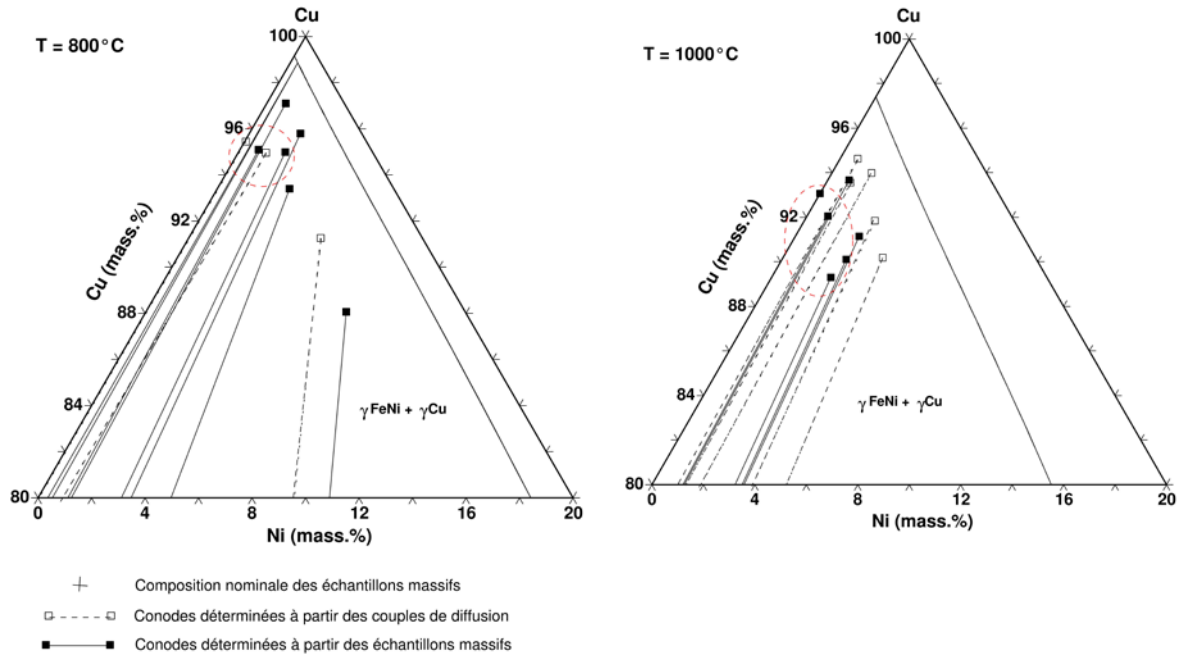 T = 800°C
Cu
100
96
92
88
84
80
Cu (mass.%)
γFeNi + γCu
0 4 8 12 16 20
Ni (mass.%)
T = 1000°C
Cu
100
96
92
88
84
80
Cu (mass.%)
γFeNi + γCu
0 4 8 12 16 20
Ni (mass.%)
Composition nominale des échantillons massifs
Conodes déterminées à partir des couples de diffusion
Conodes déterminées à partir des échantillons massifs